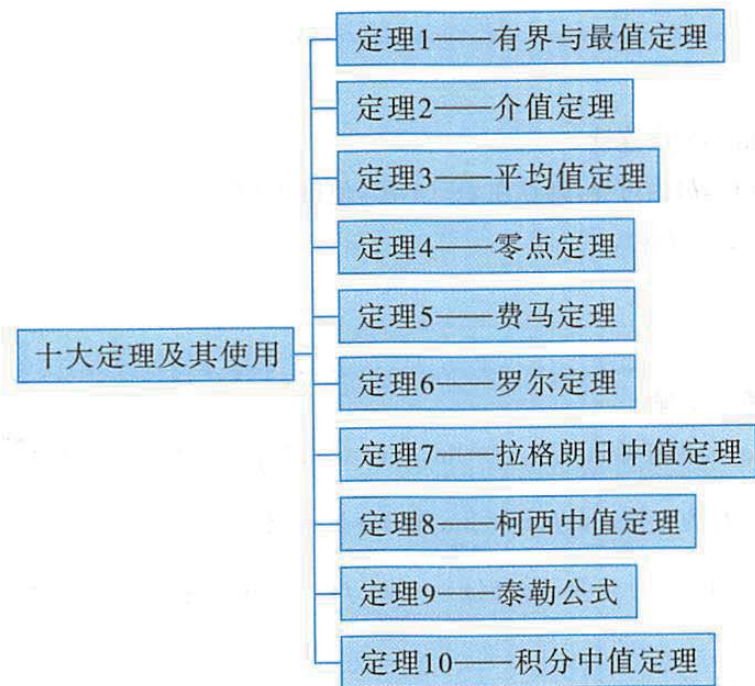 定理1——有界与最值定理
定理2——介值定理
定理3——平均值定理
定理4——零点定理
定理5——费马定理
十大定理及其使用
定理6——罗尔定理
定理7——拉格朗日中值定理
定理8——柯西中值定理
定理9——泰勒公式
定理10——积分中值定理